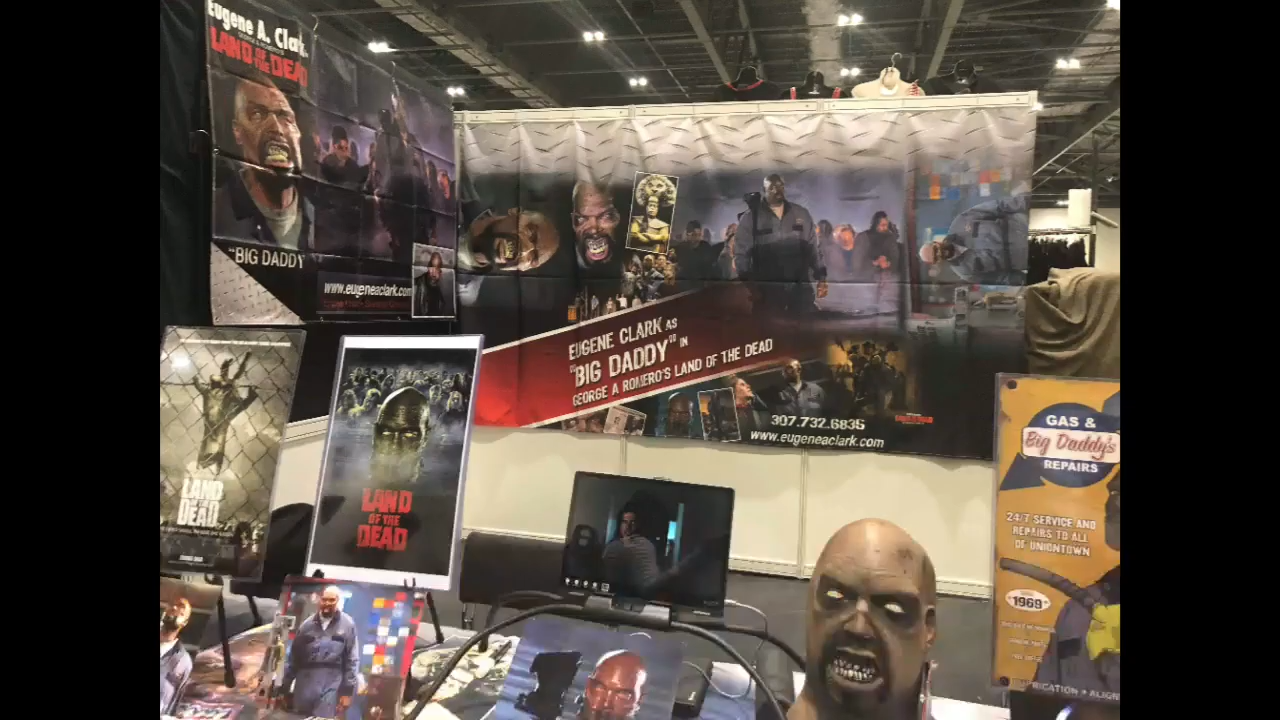 Eugene A. Clark
LAND
OF THE
DEAD
"BIG DADDY
www.eugeneaclark.com
EUGENE CLARK AS
"BIG DADDY" IN
GEORGE A ROMERO'S LAND OF THE DEAD
307.732.6835
www.eugeneaclark.com
LAND
OF THE
DEAD
LAND
OF THE
DEAD
GAS &
Big Daddy's
REPAIRS
24/7 SERVICE AND
REPAIRS TO ALL
OF UNIONTOWN
1969
RICATION • ALIGN